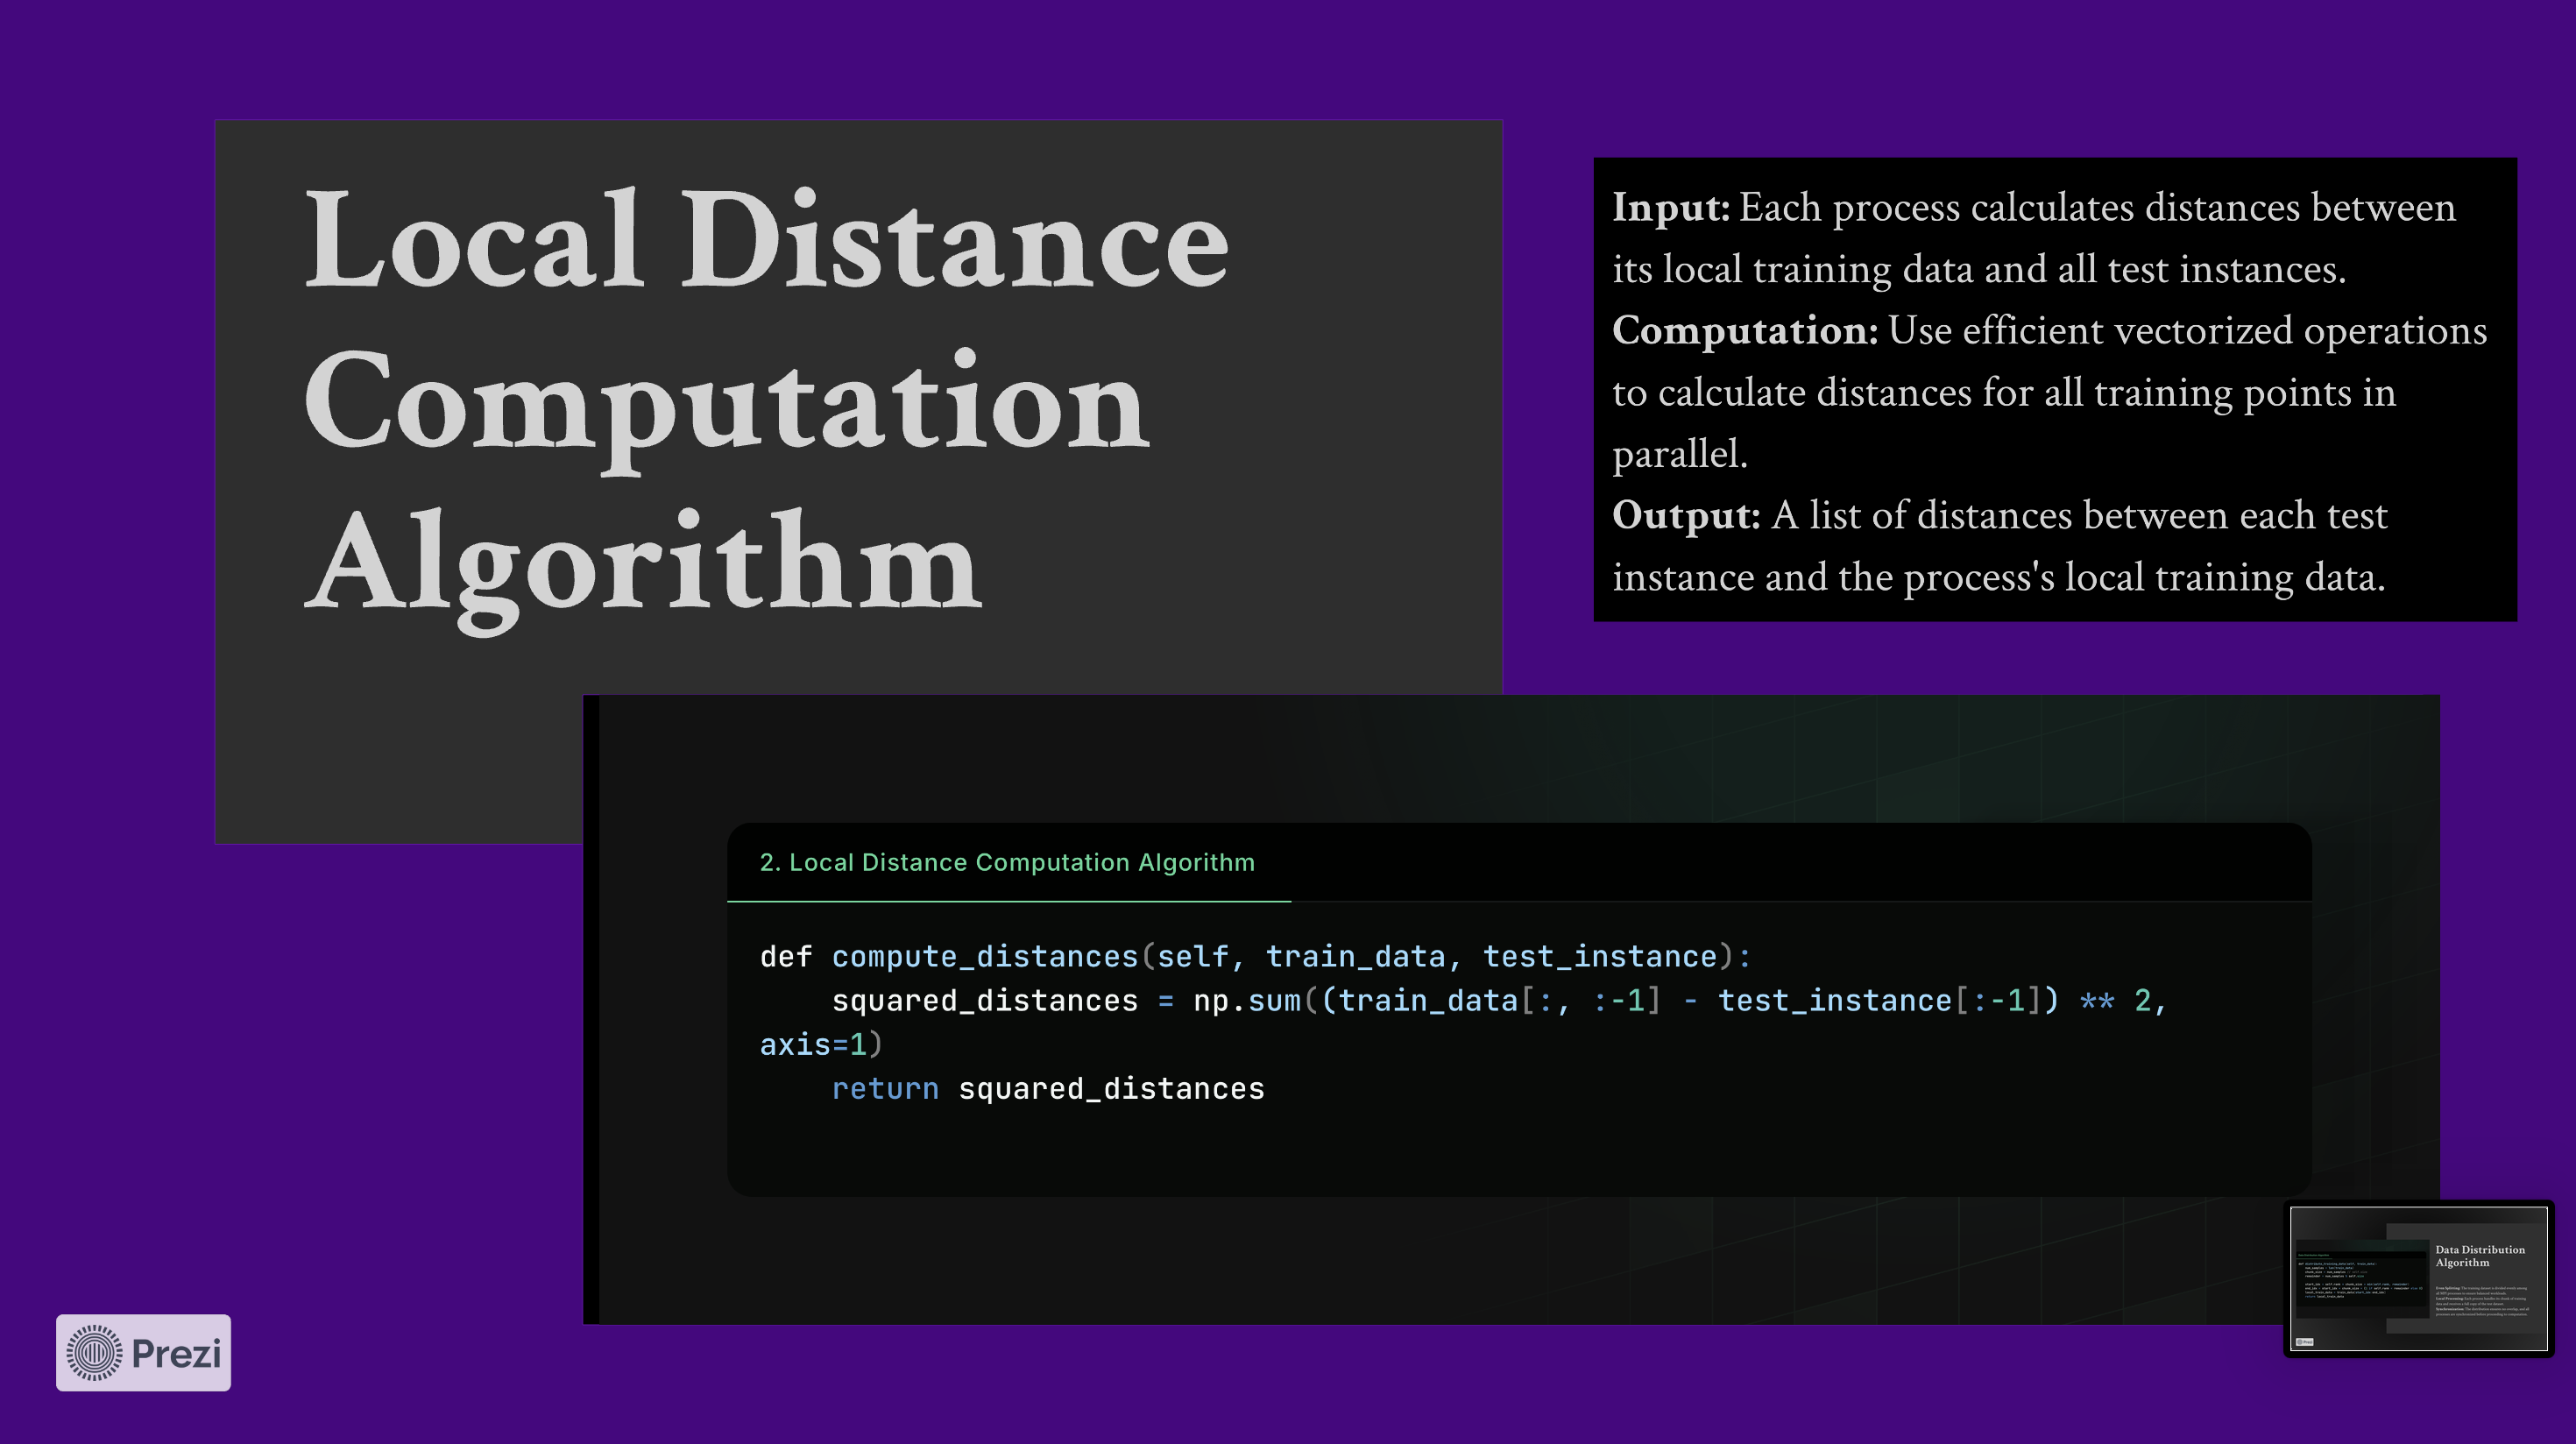 Local Distance
Computation
Algorithm
Input: Each process calculates distances between
its local training data and all test instances.
Computation: Use efficient vectorized operations
to calculate distances for all training points in
parallel.
Output: A list of distances between each test
instance and the process's local training data.
2. Local Distance Computation Algorithm
def compute_distances(self, train_data, test_instance):
    squared_distances = np.sum((train_data[:, :-1] - test_instance[:-1]) ** 2,
axis=1)
    return squared_distances
Prezi
Data Distribution
Algorithm